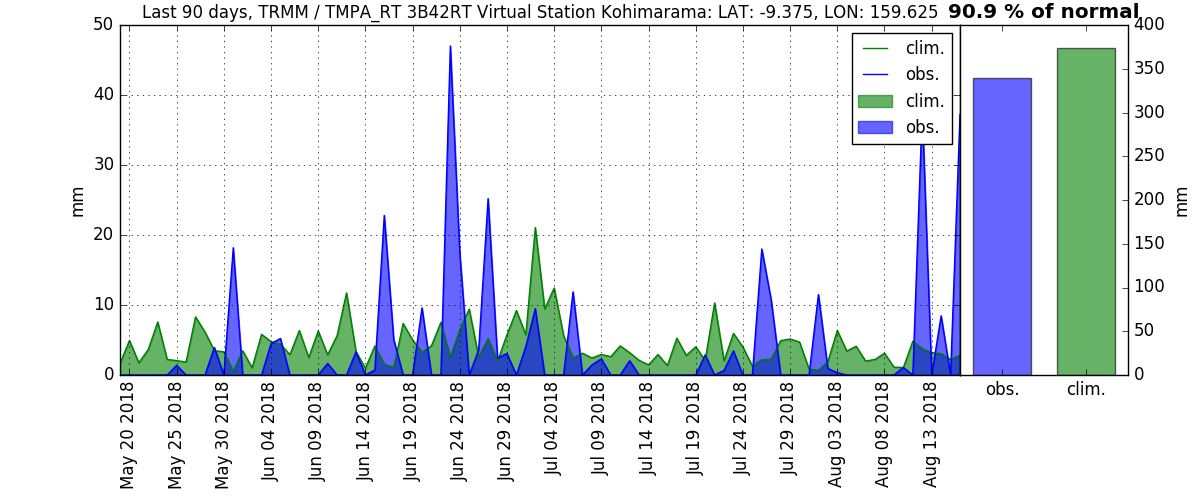 Last 90 days, TRMM / TMPA_RT 3B42RT Virtual Station Kohimarama: LAT: -9.375, LON: 159.625 90.9 % of normal
50
40
30
20
10
0
mm
clim.
obs.
clim.
obs.
400
350
300
250
200
150
100
50
0
mm
obs.
clim.
May 20 2018
May 25 2018
May 30 2018
Jun 04 2018
Jun 09 2018
Jun 14 2018
Jun 19 2018
Jun 24 2018
Jun 29 2018
Jul 04 2018
Jul 09 2018
Jul 14 2018
Jul 19 2018
Jul 24 2018
Jul 29 2018
Aug 03 2018
Aug 08 2018
Aug 13 2018